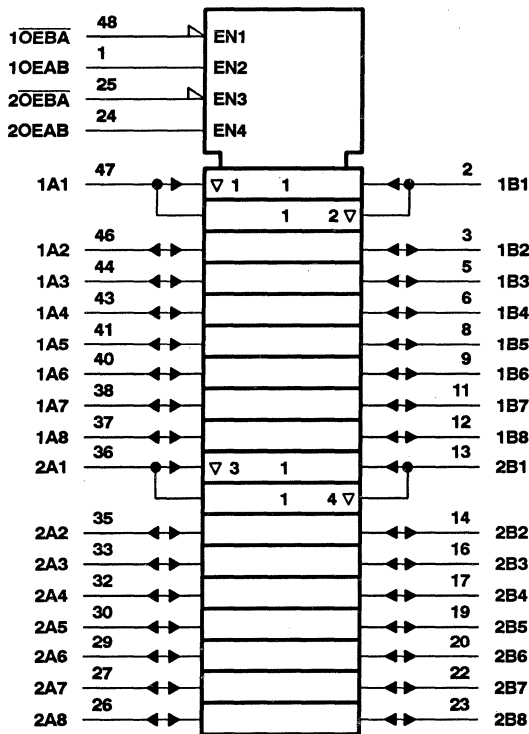 1O̅E̅B̅A̅ 48 EN1
1OEAB 1 EN2
2O̅E̅B̅A̅ 25 EN3
2OEAB 24 EN4
1A1 47 ▽ 1 1 2 1B1
1 2 ▽
1A2 46 3 1B2
1A3 44 5 1B3
1A4 43 6 1B4
1A5 41 8 1B5
1A6 40 9 1B6
1A7 38 11 1B7
1A8 37 12 1B8
2A1 36 ▽ 3 1 13 2B1
1 4 ▽
2A2 35 14 2B2
2A3 33 16 2B3
2A4 32 17 2B4
2A5 30 19 2B5
2A6 29 20 2B6
2A7 27 22 2B7
2A8 26 23 2B8